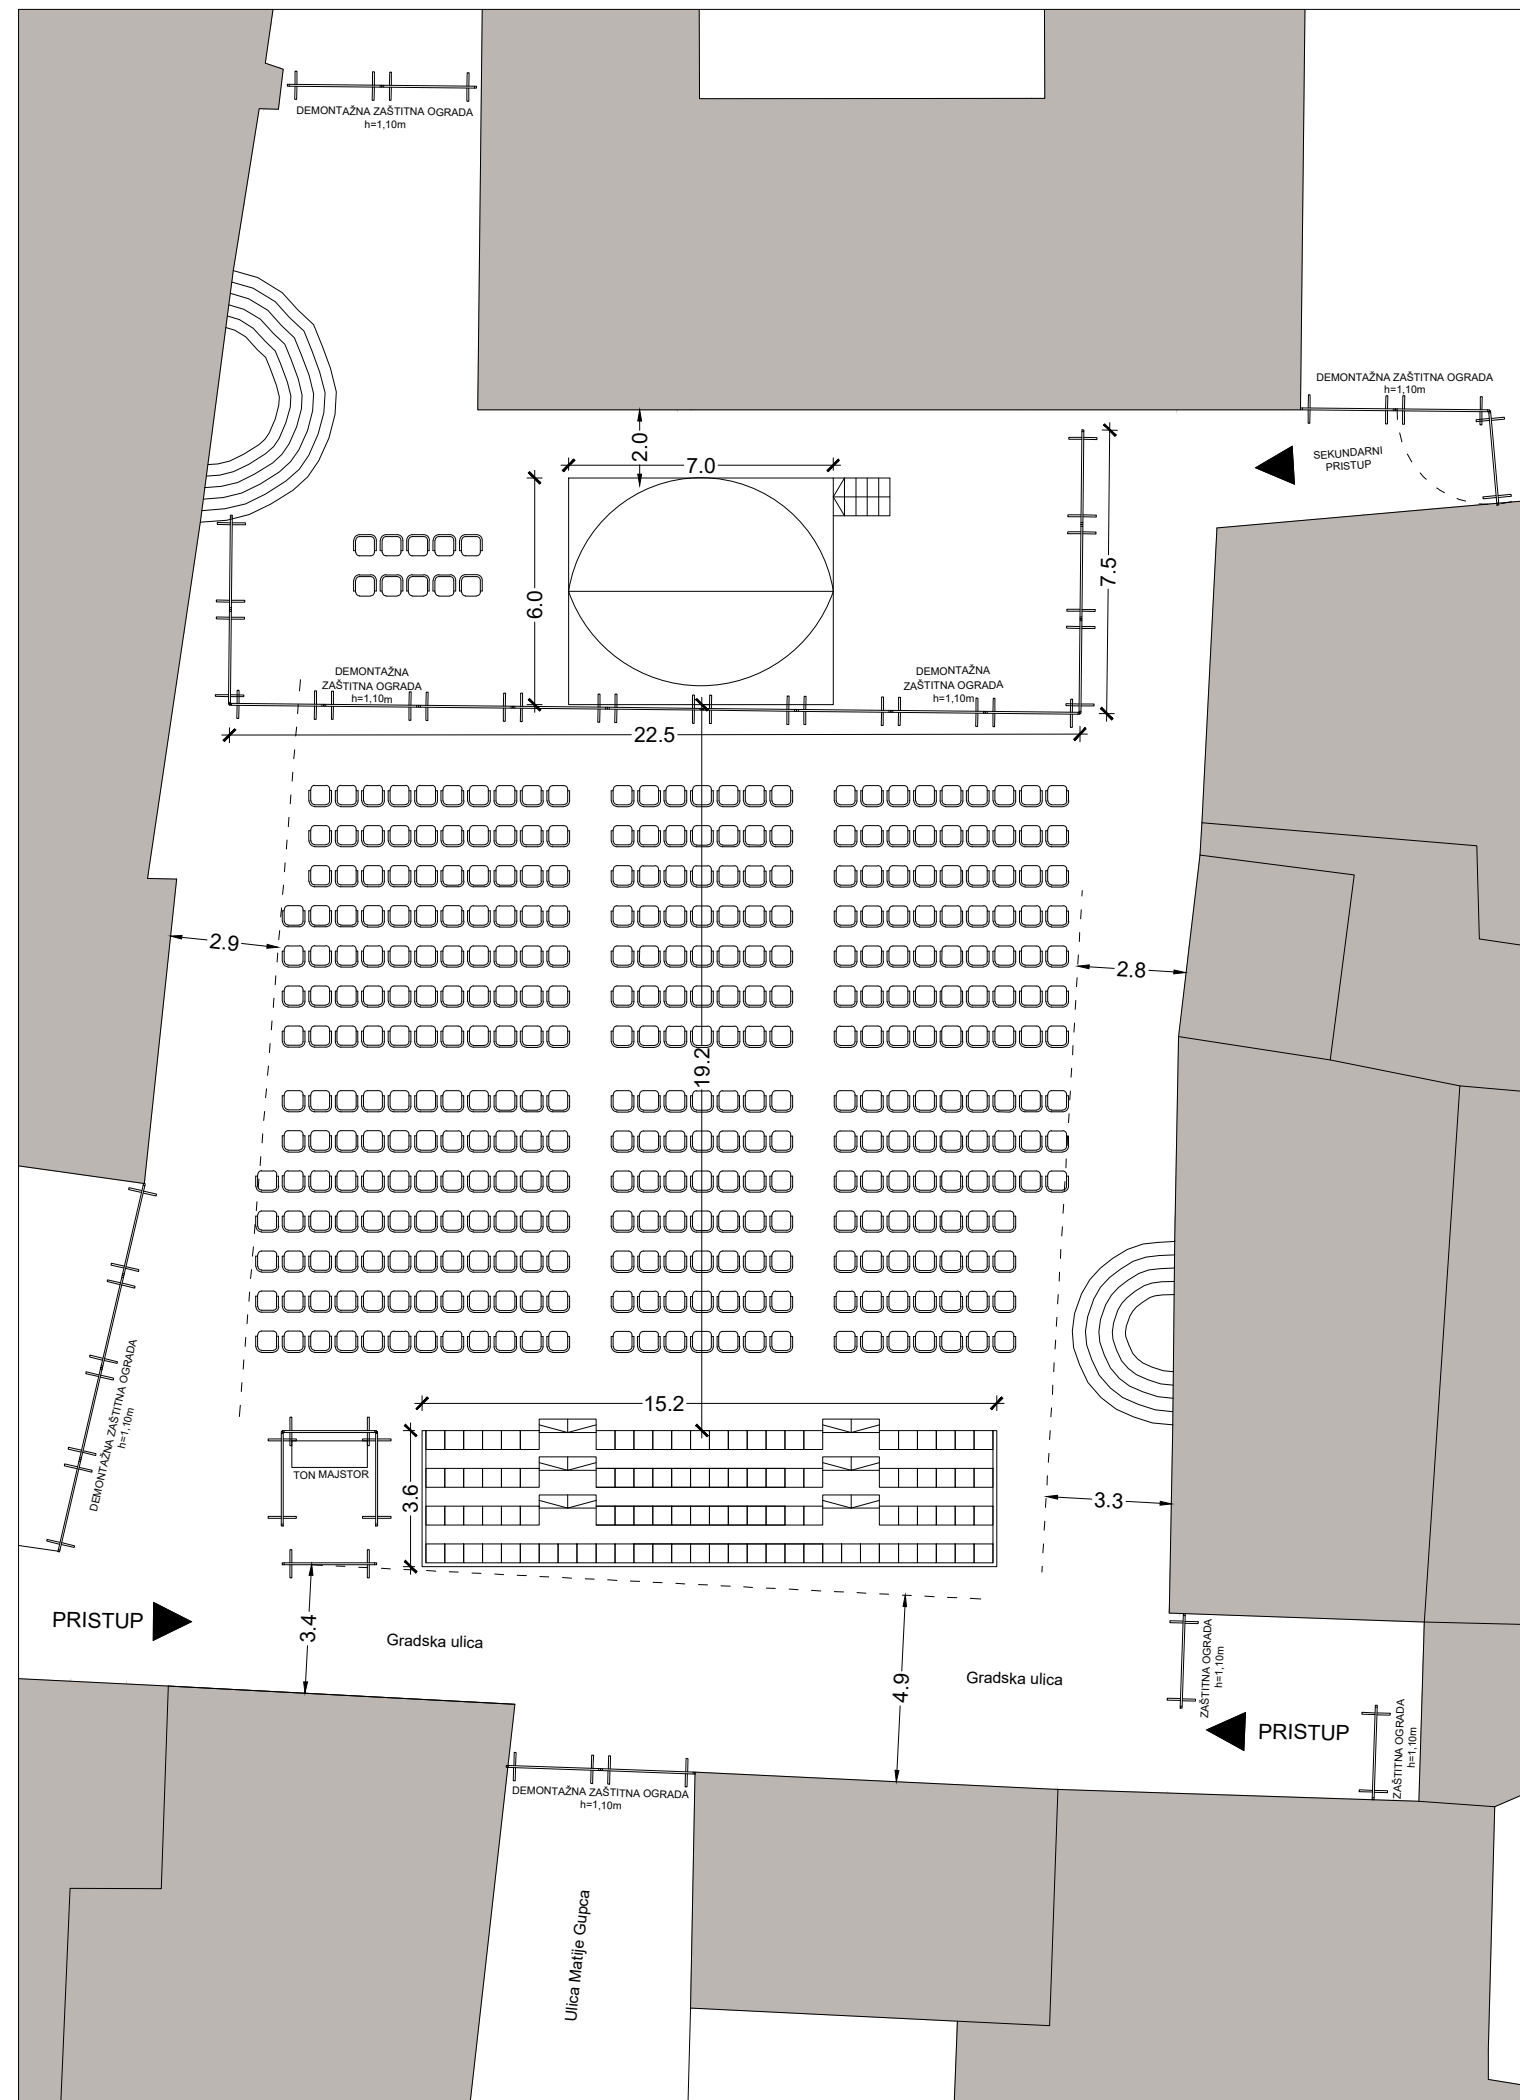 DEMONTAŽNA ZAŠTITNA OGRADA
h=1,10m
DEMONTAŽNA ZAŠTITNA OGRADA
h=1,10m
SEKUNDARNI
PRISTUP
2.0
7.0
6.0
7.5
DEMONTAŽNA
ZAŠTITNA OGRADA
h=1,10m
DEMONTAŽNA
ZAŠTITNA OGRADA
h=1,10m
22.5
2.9
2.8
19.2
DEMONTAŽNA ZAŠTITNA OGRADA
h=1,10m
15.2
TON MAJSTOR
3.6
3.3
PRISTUP
3.4
Gradska ulica
4.9
Gradska ulica
ZAŠTITNA OGRADA
h=1,10m
PRISTUP
ZAŠTITNA OGRADA
h=1,10m
DEMONTAŽNA ZAŠTITNA OGRADA
h=1,10m
Ulica Matije Gupca